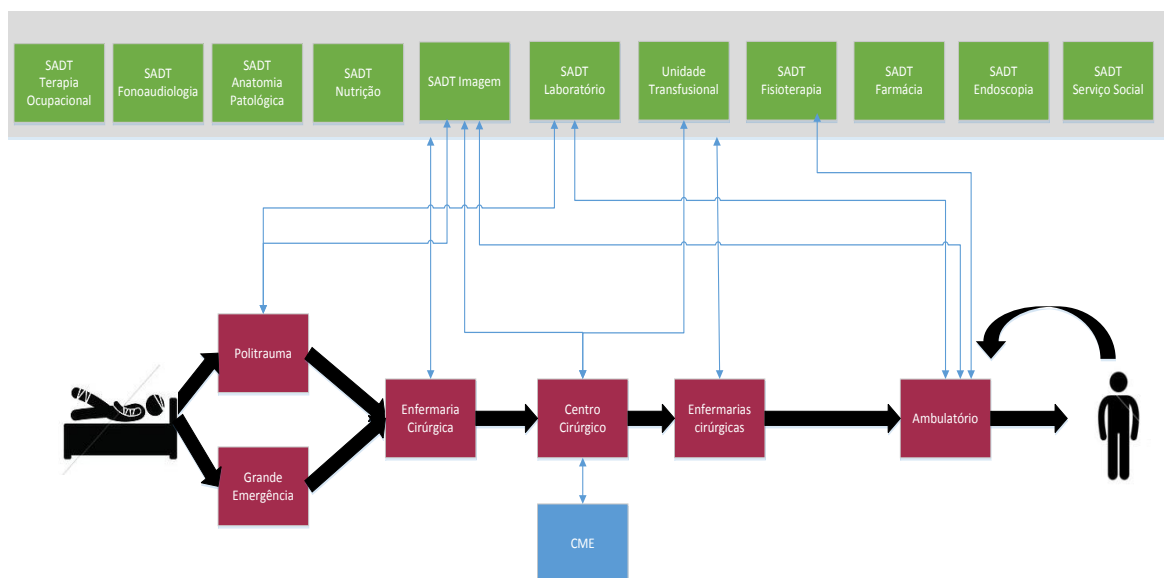 SADT
Terapia
Ocupacional
SADT
Fonoaudiologia
SADT
Anatomia
Patológica
SADT
Nutrição
SADT Imagem
SADT
Laboratório
Unidade
Transfusional
SADT
Fisioterapia
SADT
Farmácia
SADT
Endoscopia
SADT
Serviço Social
Politrauma
Enfermaria
Cirúrgica
Centro
Cirúrgico
Enfermarias
cirúrgicas
Ambulatório
Grande
Emergência
CME